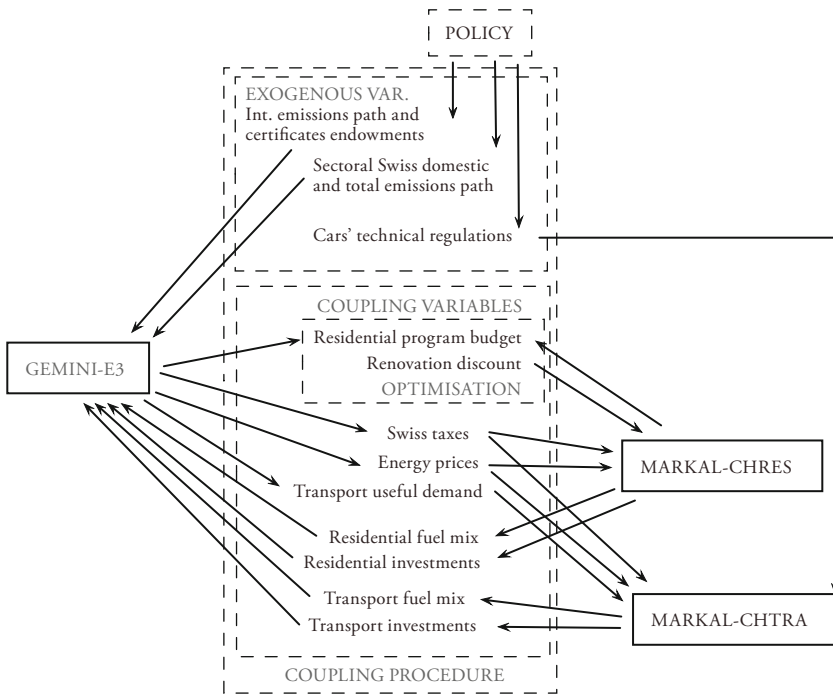 POLICY
EXOGENOUS VAR.
Int. emissions path and
certificates endowments
Sectoral Swiss domestic
and total emissions path
Cars' technical regulations
COUPLING VARIABLES
Residential program budget
Renovation discount
OPTIMISATION
GEMINI-E3
Swiss taxes
Energy prices
Transport useful demand
MARKAL-CHRES
Residential fuel mix
Residential investments
Transport fuel mix
Transport investments
MARKAL-CHTRA
COUPLING PROCEDURE